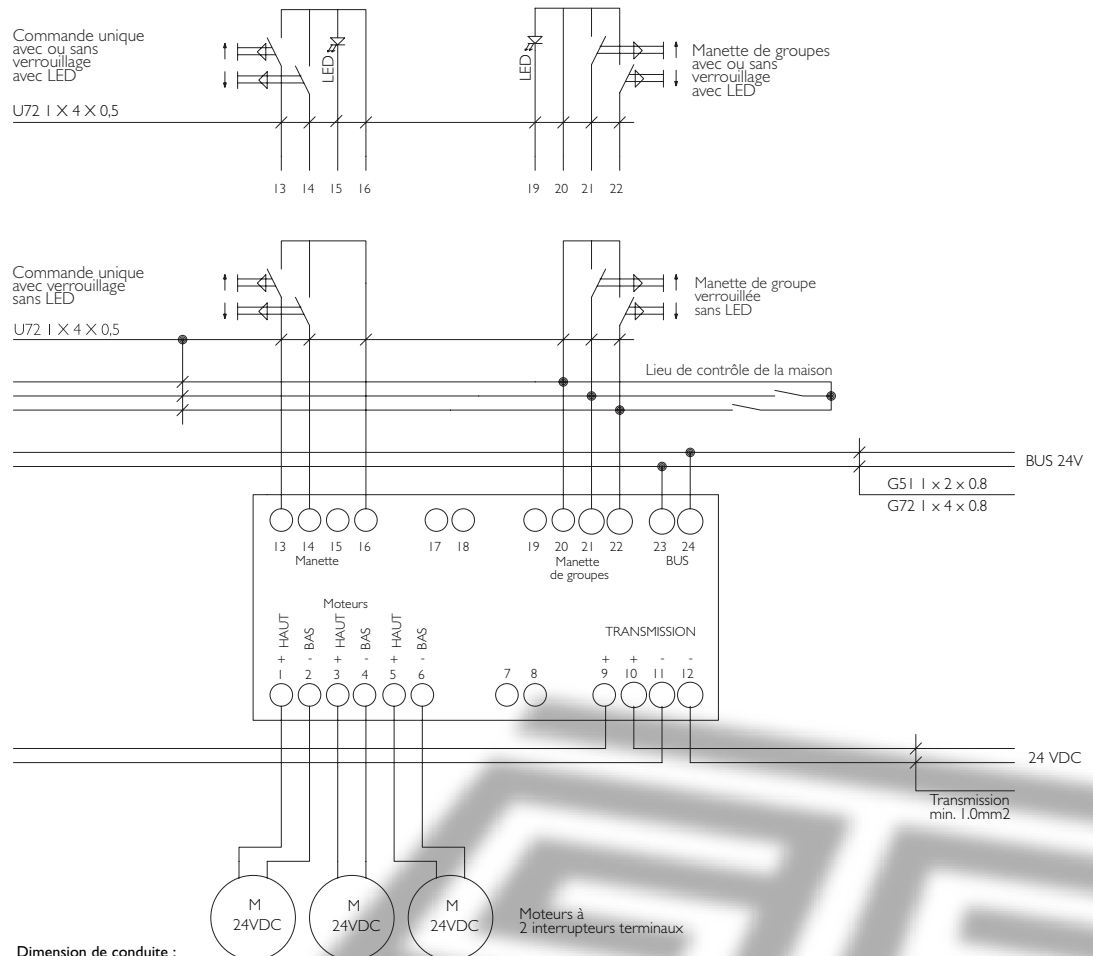 Commande unique
avec ou sans
verrouillage
avec LED
LED
LED
Manette de groupes
avec ou sans
verrouillage
avec LED
U72 1 X 4 X 0,5
13 14 15 16 19 20 21 22
Commande unique
avec verrouillage
sans LED
Manette de groupe
verrouillée
sans LED
U72 1 X 4 X 0,5
Lieu de contrôle de la maison
BUS 24V
G51 1 x 2 x 0.8
G72 1 x 4 x 0.8
13 14 15 16 17 18 19 20 21 22 23 24
Manette
Manette
de groupes
BUS
Moteurs
HAUT BAS HAUT BAS HAUT BAS
TRANSMISSION
+ - + - + - + + - -
1 2 3 4 5 6 7 8 9 10 11 12
24 VDC
Transmission
min. 1.0mm2
M
24VDC
M
24VDC
M
24VDC
Moteurs à
2 interrupteurs terminaux
Dimension de conduite :